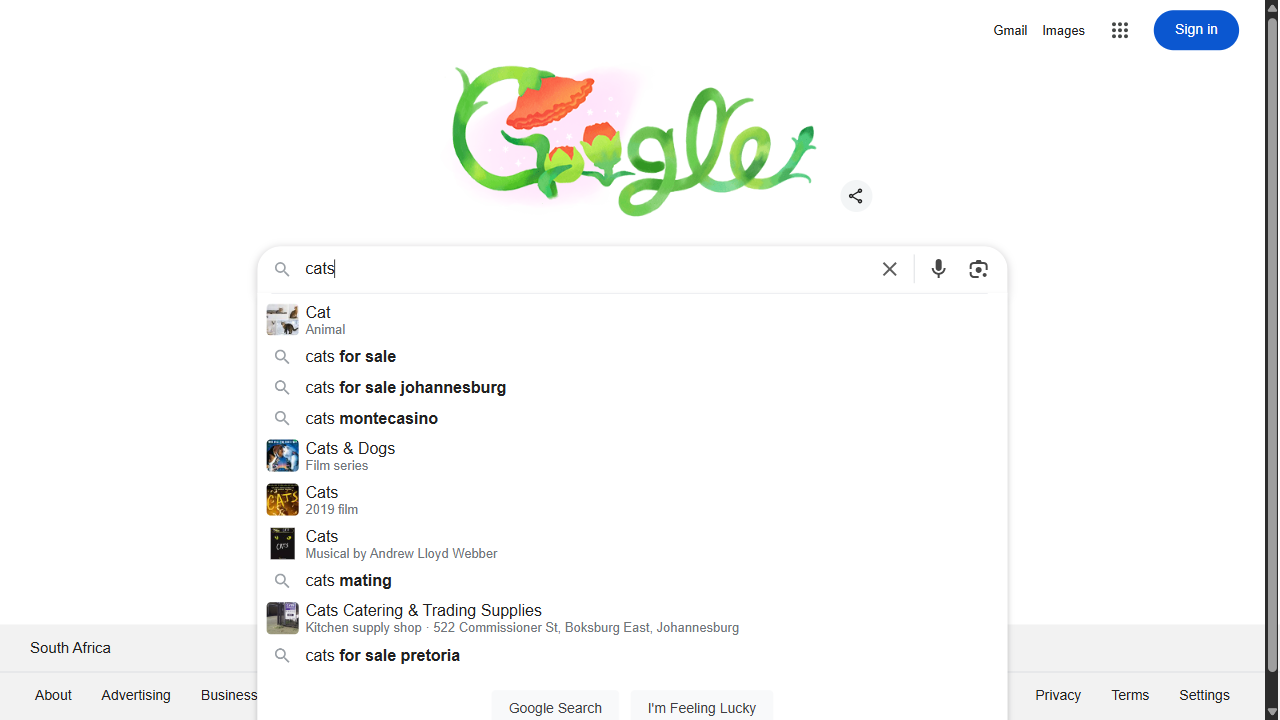 Gmail
Images
Sign in
Google
cats
Cat
Animal
cats for sale
cats for sale johannesburg
cats montecasino
Cats & Dogs
Film series
Cats
2019 film
Cats
Musical by Andrew Lloyd Webber
cats mating
Cats Catering & Trading Supplies
Kitchen supply shop · 522 Commissioner St, Boksburg East, Johannesburg
cats for sale pretoria
Google Search
I'm Feeling Lucky
South Africa
About
Advertising
Business
Privacy
Terms
Settings